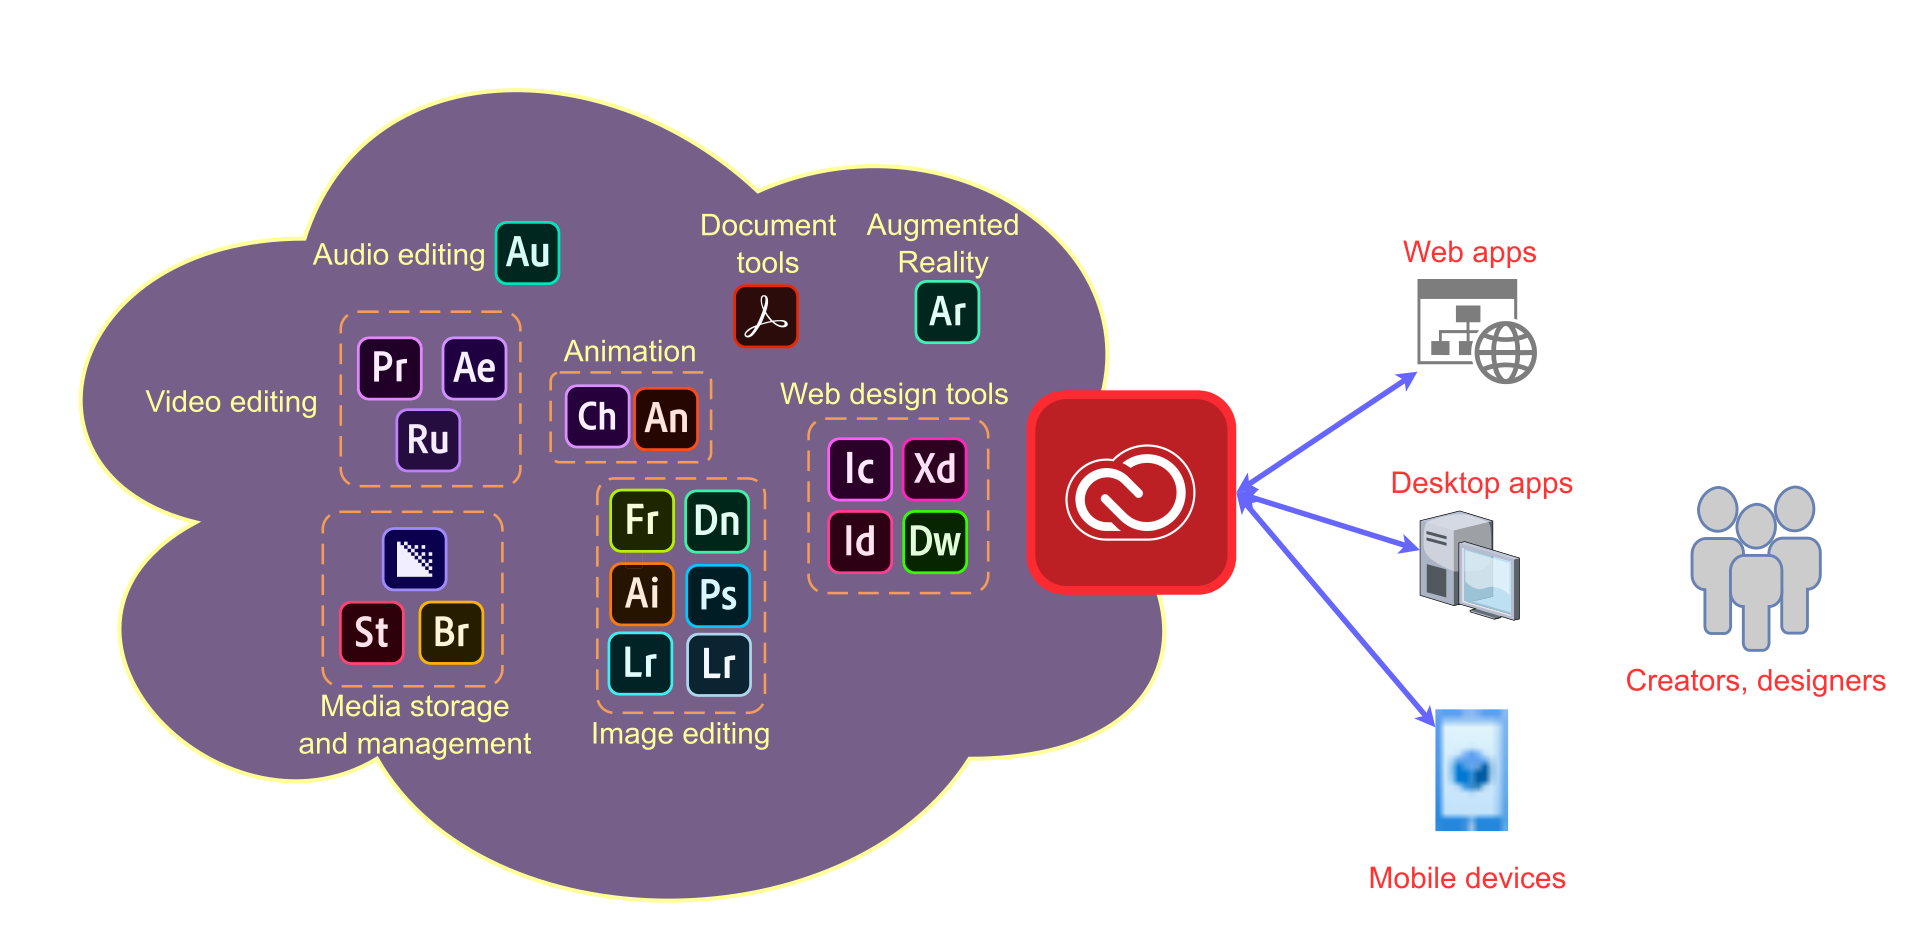 Audio editing
Au
Document
tools
Augmented
Reality
Ar
Video editing
Pr
Ae
Ru
Animation
Ch
An
Web design tools
Ic
Xd
Id
Dw
St
Br
Media storage
and management
Fr
Dn
Ai
Ps
Lr
Lr
Image editing
Web apps
Desktop apps
Mobile devices
Creators, designers